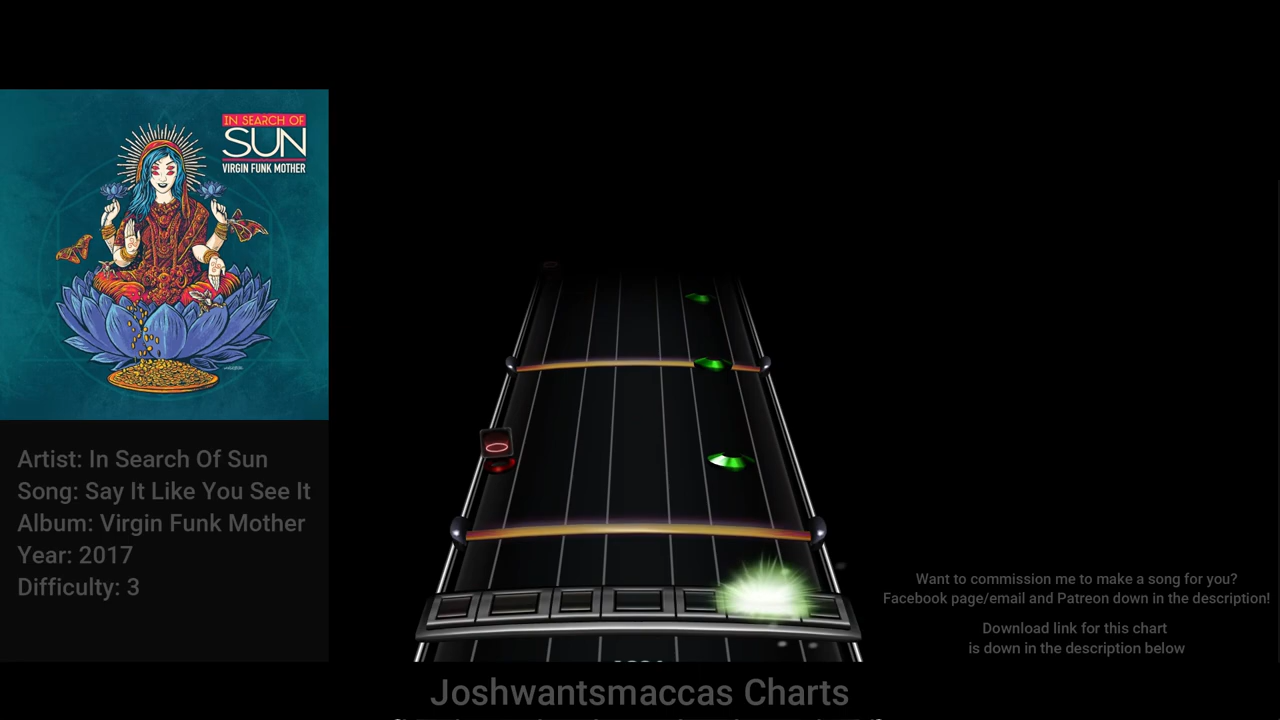 IN SEARCH OF
SUN
VIRGIN FUNK MOTHER
Artist: In Search Of Sun
Song: Say It Like You See It
Album: Virgin Funk Mother
Year: 2017
Difficulty: 3
Want to commission me to make a song for you?
Facebook page/email and Patreon down in the description!
Download link for this chart
is down in the description below
Joshwantsmaccas Charts